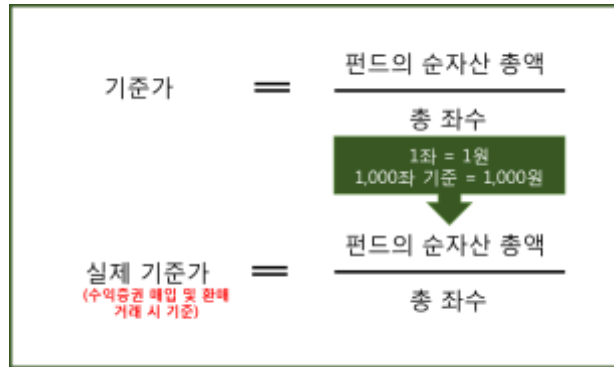 펀드의 순자산 총액
기준가 =
총 좌수
1좌 = 1원
1,000좌 기준 = 1,000원
펀드의 순자산 총액
실제 기준가 =
(수익증권 매입 및 환매
거래 시 기준)
총 좌수